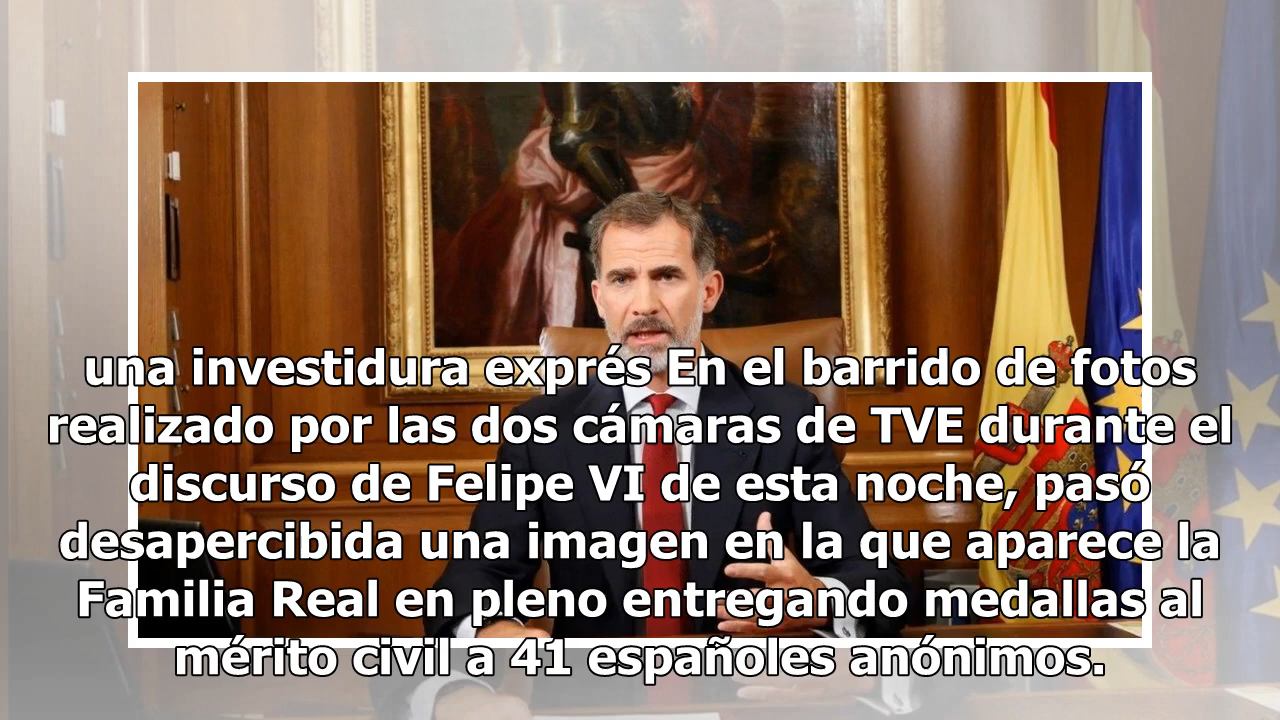 una investidura exprés En el barrido de fotos
realizado por las dos cámaras de TVE durante el
discurso de Felipe VI de esta noche, pasó
desapercibida una imagen en la que aparece la
Familia Real en pleno entregando medallas al
mérito civil a 41 españoles anónimos.